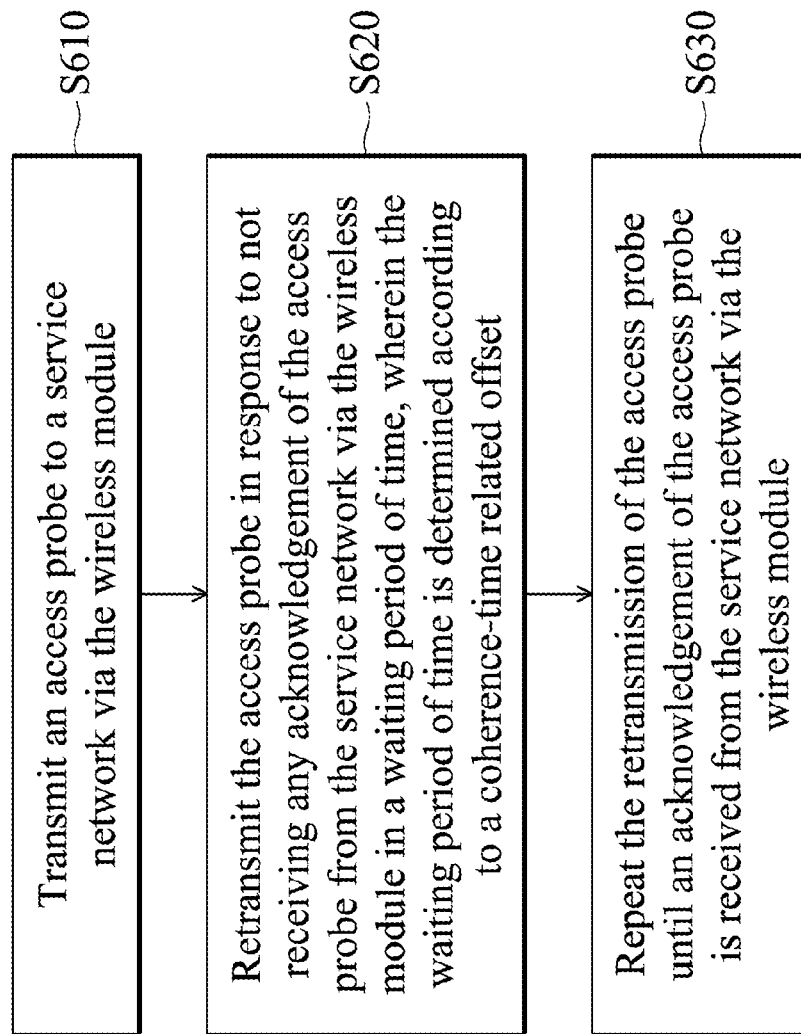 Transmit an access probe to a service
network via the wireless module
S610
Retransmit the access probe in response to not
receiving any acknowledgement of the access
probe from the service network via the wireless
module in a waiting period of time, wherein the
waiting period of time is determined according
to a coherence-time related offset
S620
Repeat the retransmission of the access probe
until an acknowledgement of the access probe
is received from the service network via the
wireless module
S630